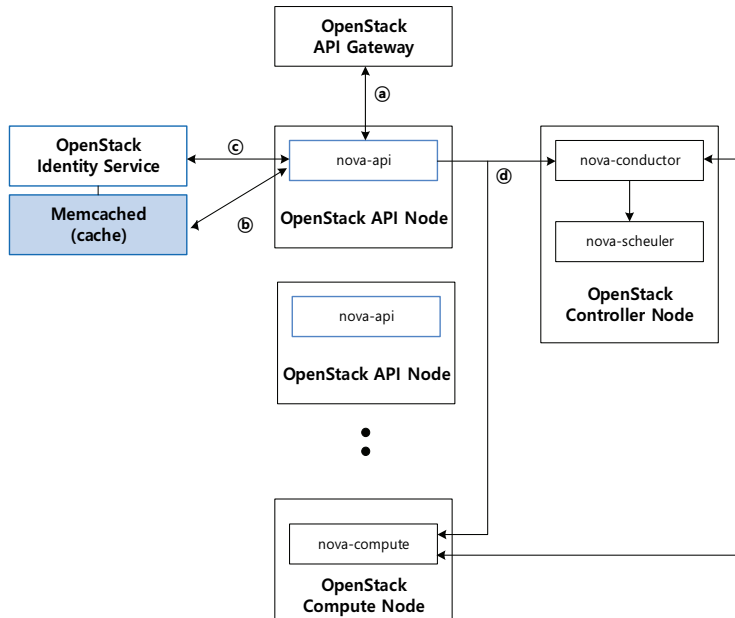 OpenStack
API Gateway
ⓐ
OpenStack
Identity Service
ⓒ
nova-api
ⓓ
nova-conductor
Memcached
(cache)
ⓑ
OpenStack API Node
nova-scheuler
OpenStack
Controller Node
nova-api
OpenStack API Node
nova-compute
OpenStack
Compute Node